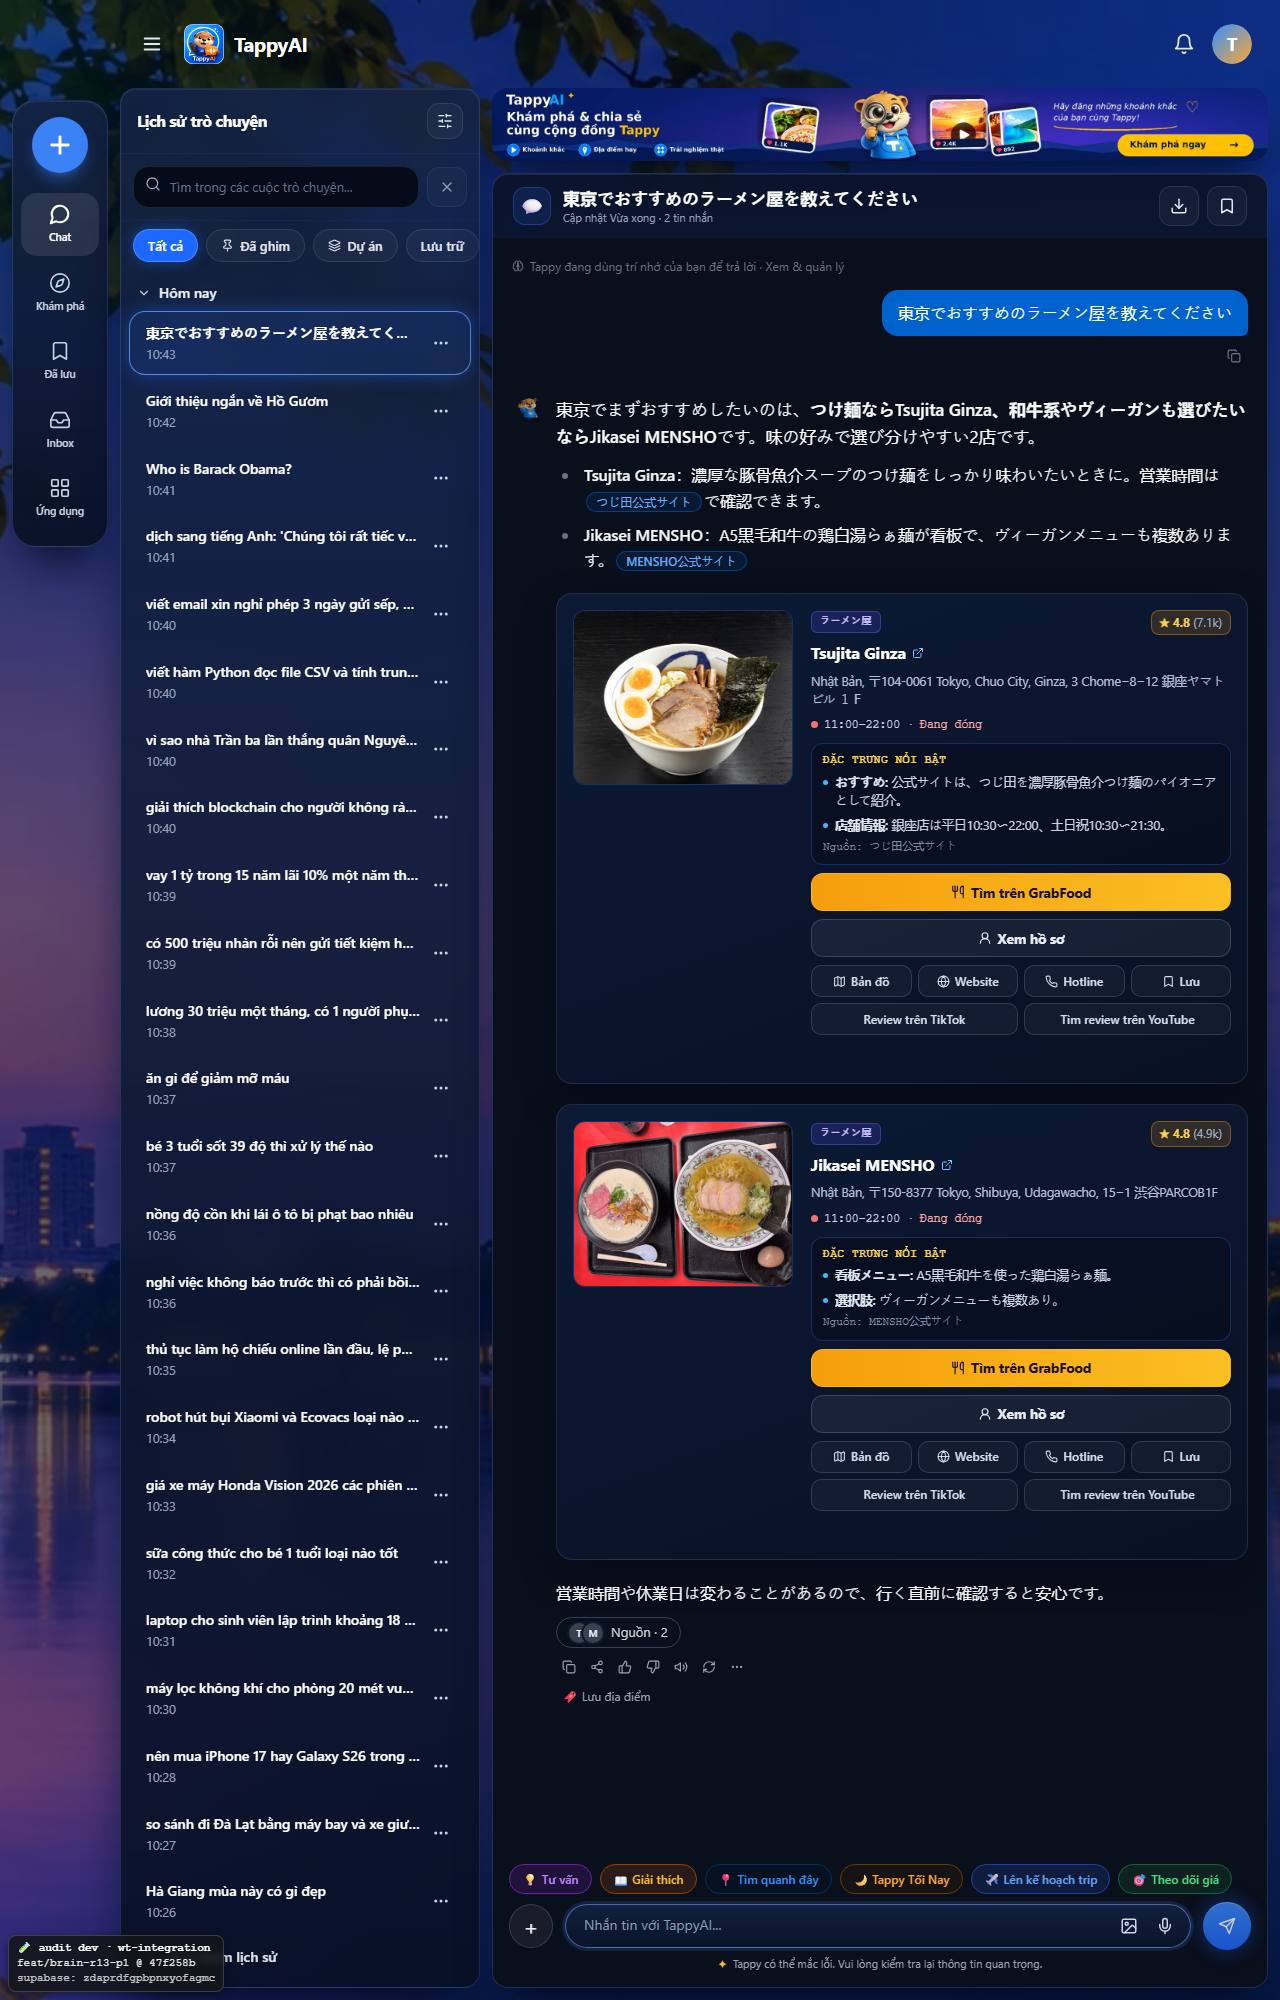 TappyAI
T
Lịch sử trò chuyện
Tìm trong các cuộc trò chuyện...
Tất cả
Đã ghim
Dự án
Lưu trữ
Hôm nay
東京でおすすめのラーメン屋を教えてく...
10:43
Giới thiệu ngắn về Hồ Gươm
10:42
Who is Barack Obama?
10:41
dịch sang tiếng Anh: 'Chúng tôi rất tiếc v...
10:41
viết email xin nghỉ phép 3 ngày gửi sếp, ...
10:40
viết hàm Python đọc file CSV và tính trun...
10:40
vì sao nhà Trần ba lần thắng quân Nguyê...
10:40
giải thích blockchain cho người không rà...
10:40
vay 1 tỷ trong 15 năm lãi 10% một năm th...
10:39
có 500 triệu nhàn rỗi nên gửi tiết kiệm h...
10:39
lương 30 triệu một tháng, có 1 người phụ...
10:38
ăn gì để giảm mỡ máu
10:37
bé 3 tuổi sốt 39 độ thì xử lý thế nào
10:37
nồng độ cồn khi lái ô tô bị phạt bao nhiêu
10:36
nghỉ việc không báo trước thì có phải bồi...
10:36
thủ tục làm hộ chiếu online lần đầu, lệ p...
10:35
robot hút bụi Xiaomi và Ecovacs loại nào ...
10:34
giá xe máy Honda Vision 2026 các phiên ...
10:33
sữa công thức cho bé 1 tuổi loại nào tốt
10:32
laptop cho sinh viên lập trình khoảng 18 ...
10:31
máy lọc không khí cho phòng 20 mét vu...
10:30
nên mua iPhone 17 hay Galaxy S26 trong ...
10:28
so sánh đi Đà Lạt bằng máy bay và xe giư...
10:27
Hà Giang mùa này có gì đẹp
10:26
lịch sử
Chat
Khám phá
Đã lưu
Inbox
Ứng dụng
audit dev · wt-integration
feat/brain-r13-p1 @ 47f258b
supabase: zdaprdfgpbpnxyofagmc
TappyAI
Khám phá & chia sẻ
cùng cộng đồng Tappy
Khoảnh khắc
Địa điểm hay
Trải nghiệm thật
1.1K
2.4K
892
Hãy đăng những khoảnh khắc
của bạn cùng Tappy!
Khám phá ngay →
東京でおすすめのラーメン屋を教えてください
Cập nhật Vừa xong · 2 tin nhắn
Tappy đang dùng trí nhớ của bạn để trả lời · Xem & quản lý
東京でおすすめのラーメン屋を教えてください
東京でまずおすすめしたいのは、つけ麺ならTsujita Ginza、和牛系やヴィーガンも選びたい
ならJikasei MENSHOです。味の好みで選び分けやすい2店です。
Tsujita Ginza：濃厚な豚骨魚介スープのつけ麺をしっかり味わいたいときに。営業時間は
つじ田公式サイト で確認できます。
Jikasei MENSHO：A5黒毛和牛の鶏白湯らぁ麺が看板で、ヴィーガンメニューも複数ありま
す。 MENSHO公式サイト
ラーメン屋
4.8 (7.1k)
Tsujita Ginza
Nhật Bản, 〒104-0061 Tokyo, Chuo City, Ginza, 3 Chome−8−12 銀座ヤマト
ビル １Ｆ
11:00–22:00 · Đang đóng
ĐẶC TRƯNG NỔI BẬT
おすすめ: 公式サイトは、つじ田を濃厚豚骨魚介つけ麺のパイオニア
として紹介。
店舗情報: 銀座店は平日10:30〜22:00、土日祝10:30〜21:30。
Nguồn: つじ田公式サイト
Tìm trên GrabFood
Xem hồ sơ
Bản đồ
Website
Hotline
Lưu
Review trên TikTok
Tìm review trên YouTube
ラーメン屋
4.8 (4.9k)
Jikasei MENSHO
Nhật Bản, 〒150-8377 Tokyo, Shibuya, Udagawacho, 15−1 渋谷PARCOB1F
11:00–22:00 · Đang đóng
ĐẶC TRƯNG NỔI BẬT
看板メニュー: A5黒毛和牛を使った鶏白湯らぁ麺。
選択肢: ヴィーガンメニューも複数あり。
Nguồn: MENSHO公式サイト
Tìm trên GrabFood
Xem hồ sơ
Bản đồ
Website
Hotline
Lưu
Review trên TikTok
Tìm review trên YouTube
営業時間や休業日は変わることがあるので、行く直前に確認すると安心です。
T M Nguồn · 2
Lưu địa điểm
Tư vấn
Giải thích
Tìm quanh đây
Tappy Tối Nay
Lên kế hoạch trip
Theo dõi giá
Nhắn tin với TappyAI...
Tappy có thể mắc lỗi. Vui lòng kiểm tra lại thông tin quan trọng.